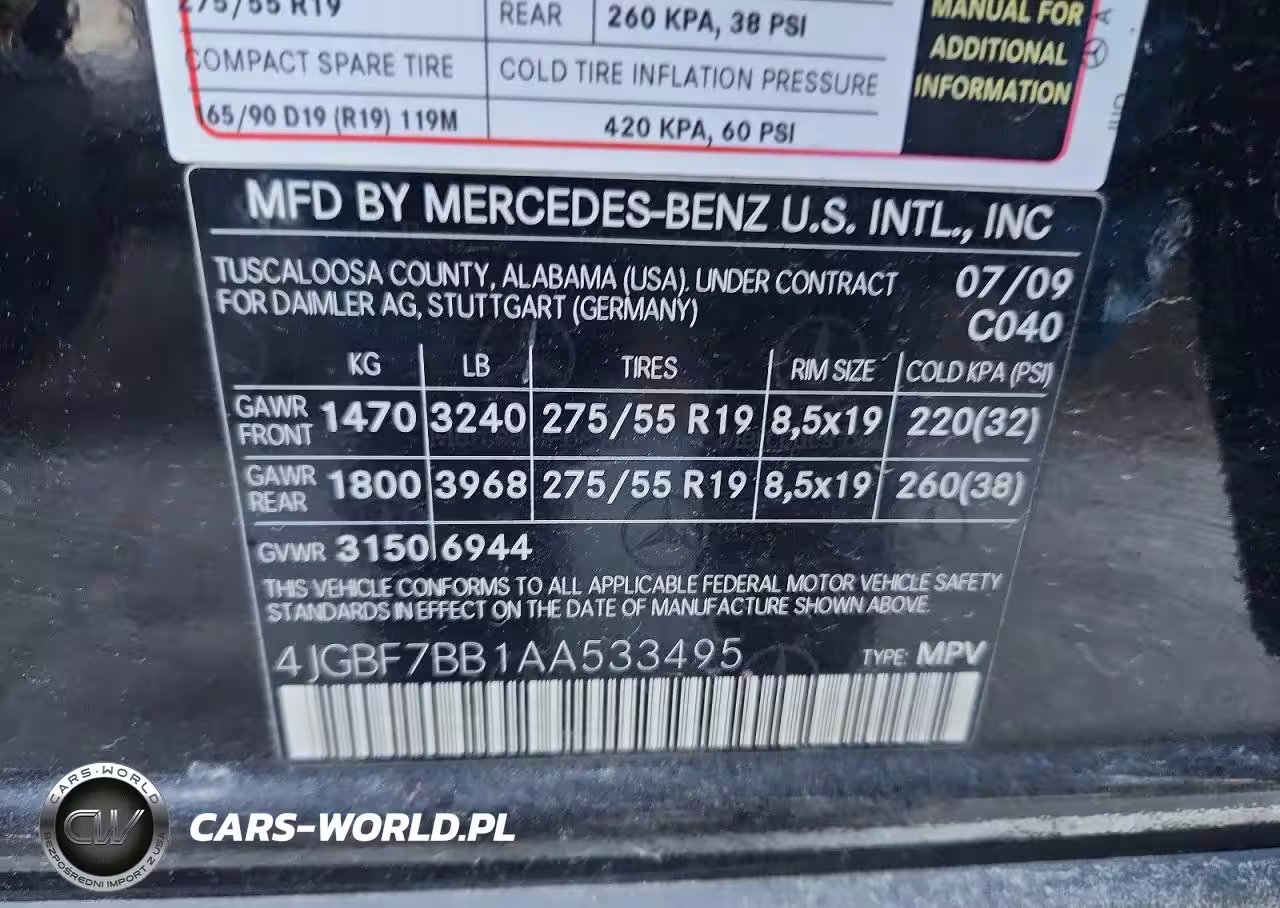 275/55 R19 REAR 260 KPA, 38 PSI
COMPACT SPARE TIRE COLD TIRE INFLATION PRESSURE
165/90 D19 (R19) 119M 420 KPA, 60 PSI
MANUAL FOR
ADDITIONAL
INFORMATION
MFD BY MERCEDES-BENZ U.S. INTL., INC
TUSCALOOSA COUNTY, ALABAMA (USA). UNDER CONTRACT 07/09
FOR DAIMLER AG, STUTTGART (GERMANY) C040
KG LB TIRES RIM SIZE COLD KPA (PSI)
GAWR FRONT 1470 3240 275/55 R19 8,5x19 220(32)
GAWR REAR 1800 3968 275/55 R19 8,5x19 260(38)
GVWR 3150 6944
THIS VEHICLE CONFORMS TO ALL APPLICABLE FEDERAL MOTOR VEHICLE SAFETY
STANDARDS IN EFFECT ON THE DATE OF MANUFACTURE SHOWN ABOVE.
4JGBF7BB1AA533495 TYPE: MPV
CARS-WORLD
CW
BEZPOŚREDNI IMPORT Z USA
CARS-WORLD.PL